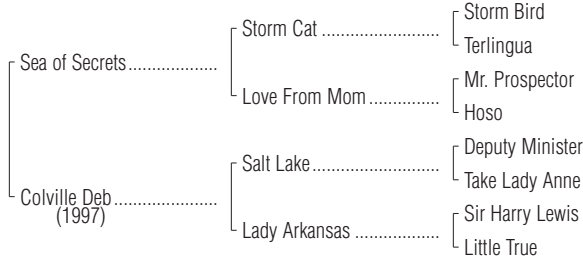 Storm Bird
Storm Cat ..........................
Terlingua
Sea of Secrets....................
Mr. Prospector
Love From Mom ...............
Hoso
Deputy Minister
Salt Lake............................
Take Lady Anne
Colville Deb .......................
(1997)
Sir Harry Lewis
Lady Arkansas ..................
Little True